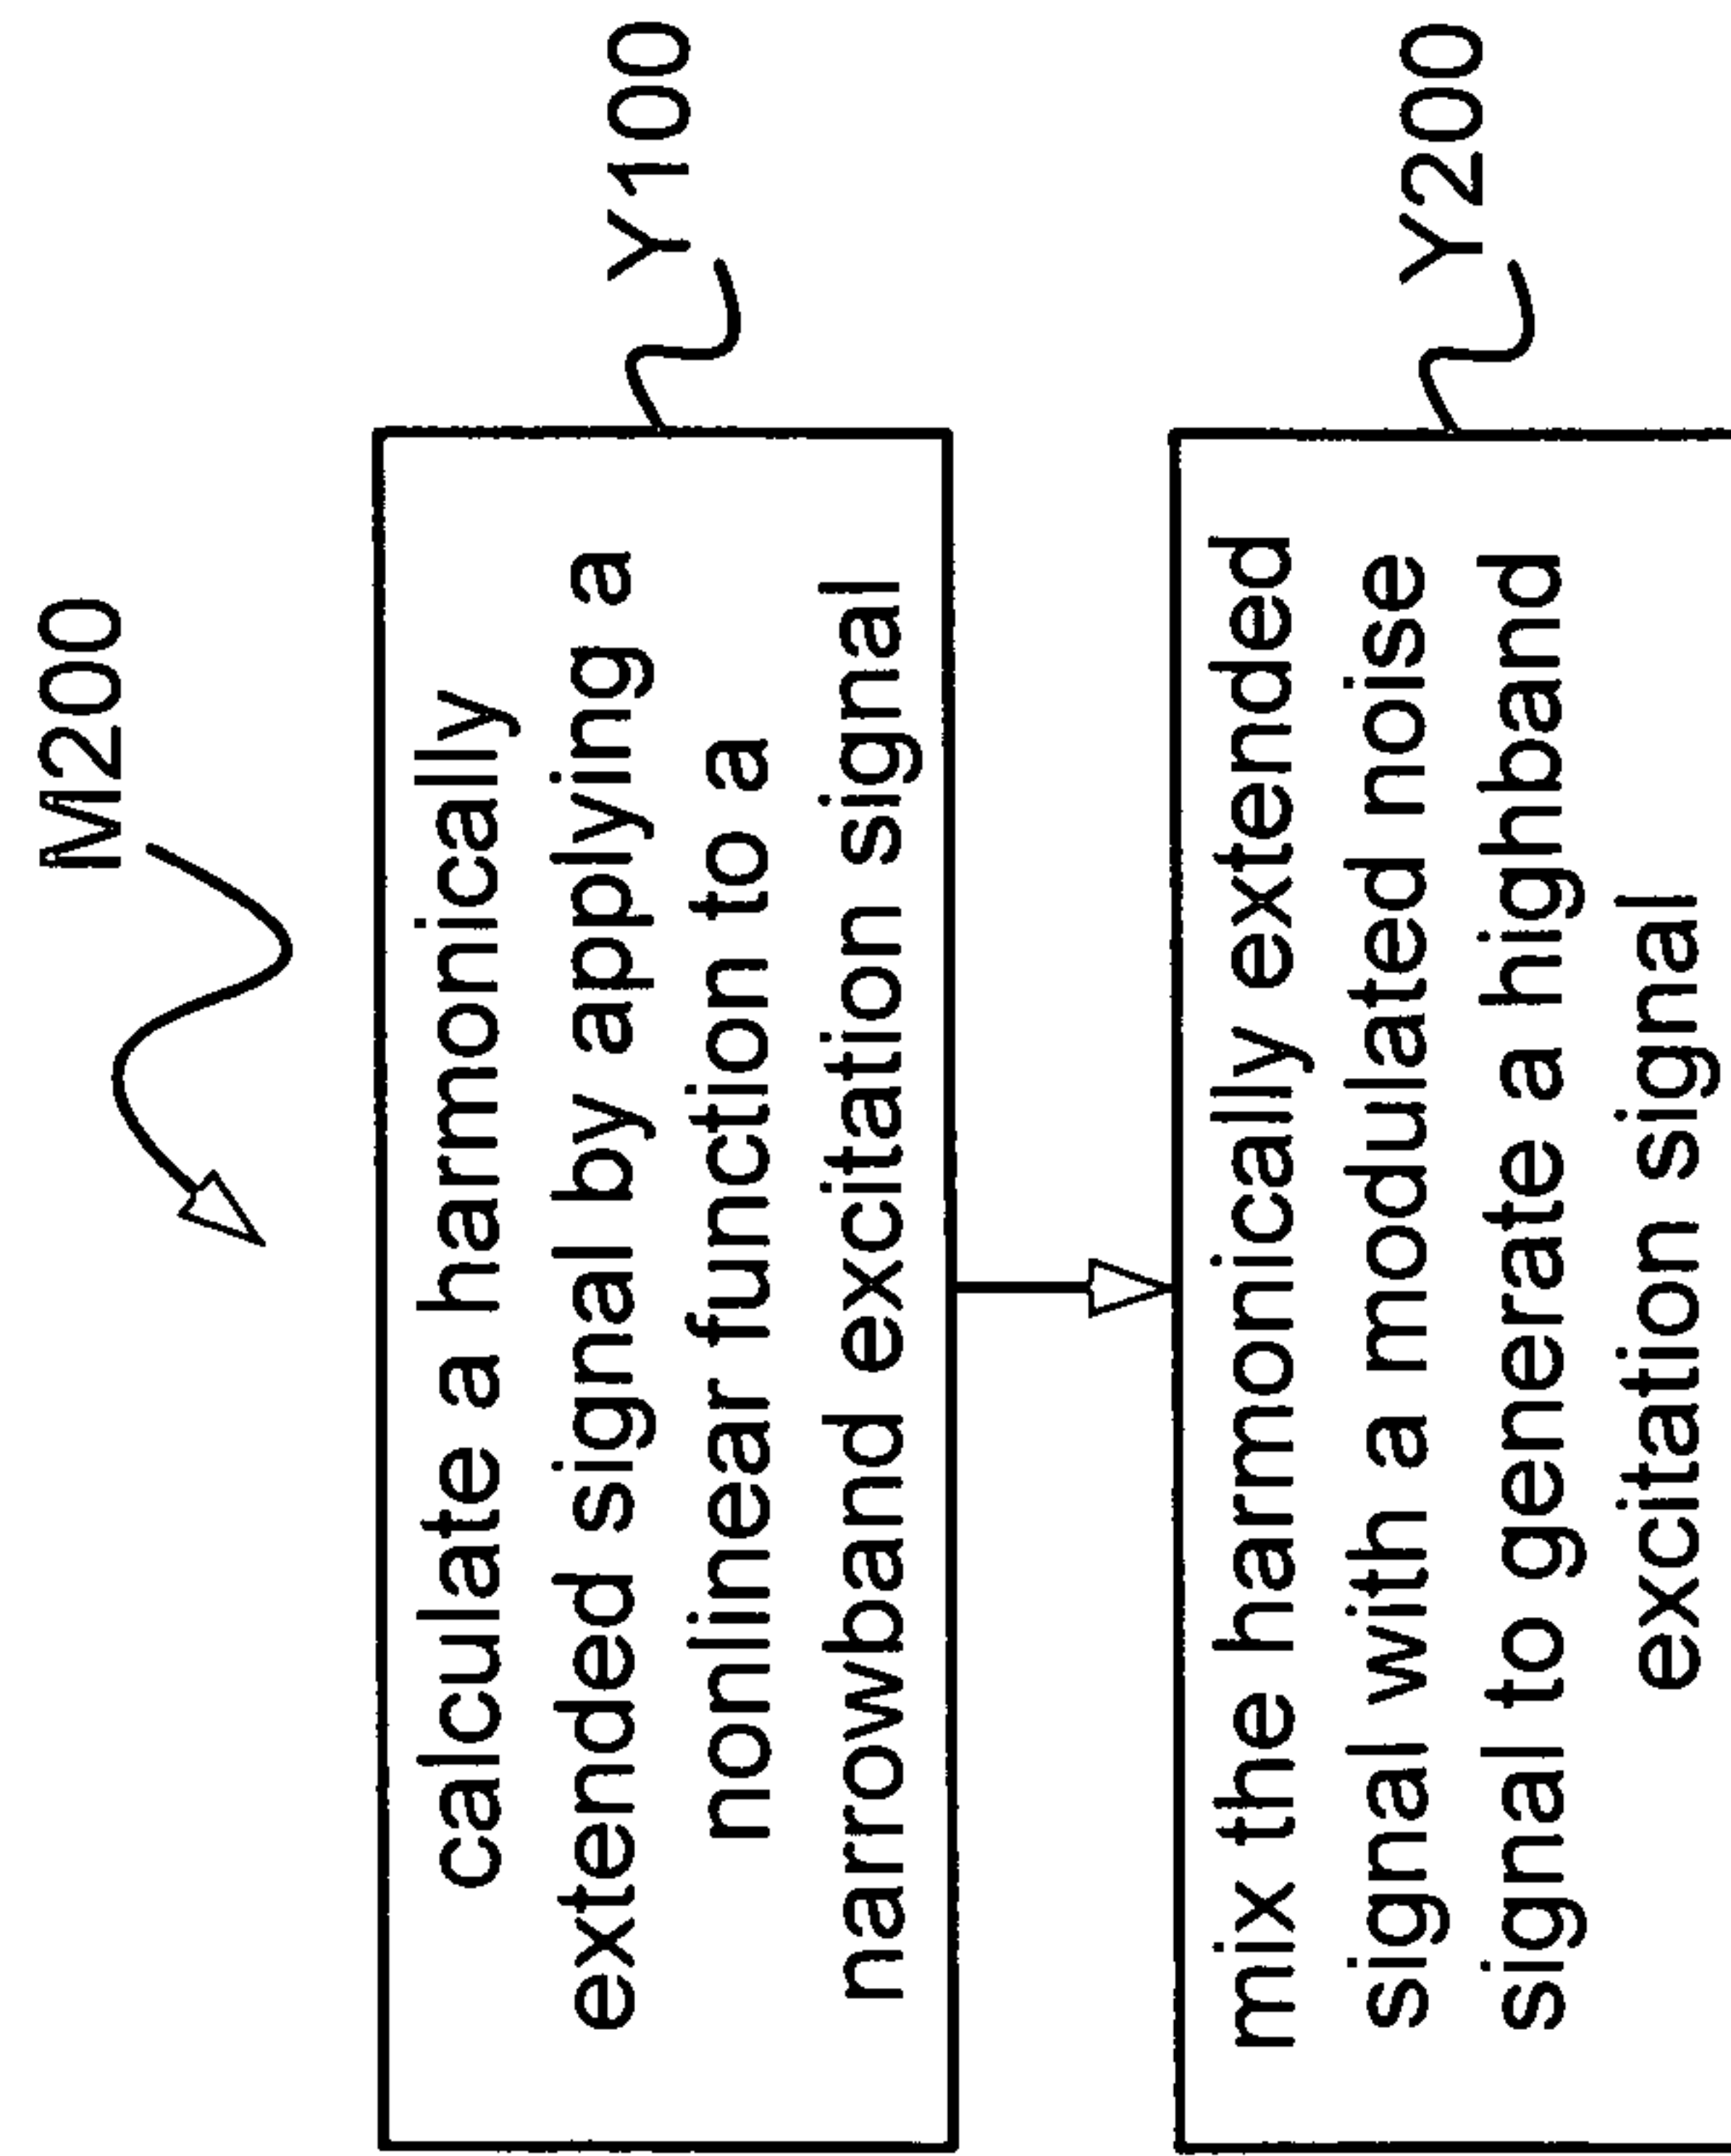 M200
calculate a harmonically
extended signal by applying a
nonlinear function to a
narrowband excitation signal
Y100
mix the harmonically extended
signal with a modulated noise
signal to generate a highband
excitation signal
Y200